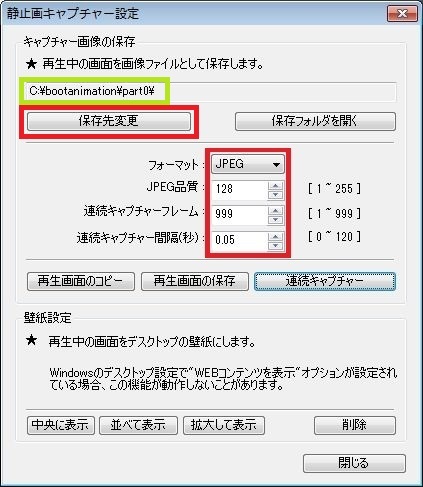 静止画キャプチャー設定
キャプチャー画像の保存
★ 再生中の画面を画像ファイルとして保存します。
C:¥bootanimation¥part0¥
保存先変更 保存フォルダを開く
フォーマット: JPEG
JPEG品質: 128 [ 1 ~ 255 ]
連続キャプチャーフレーム: 999 [ 1 ~ 999 ]
連続キャプチャー間隔(秒): 0.05 [ 0 ~ 120 ]
再生画面のコピー 再生画面の保存 連続キャプチャー
壁紙設定
★ 再生中の画面をデスクトップの壁紙にします。
Windowsのデスクトップ設定で"WEBコンテンツを表示"オプションが設定され
ている場合、この機能が動作しないことがあります。
中央に表示 並べて表示 拡大して表示 削除
閉じる